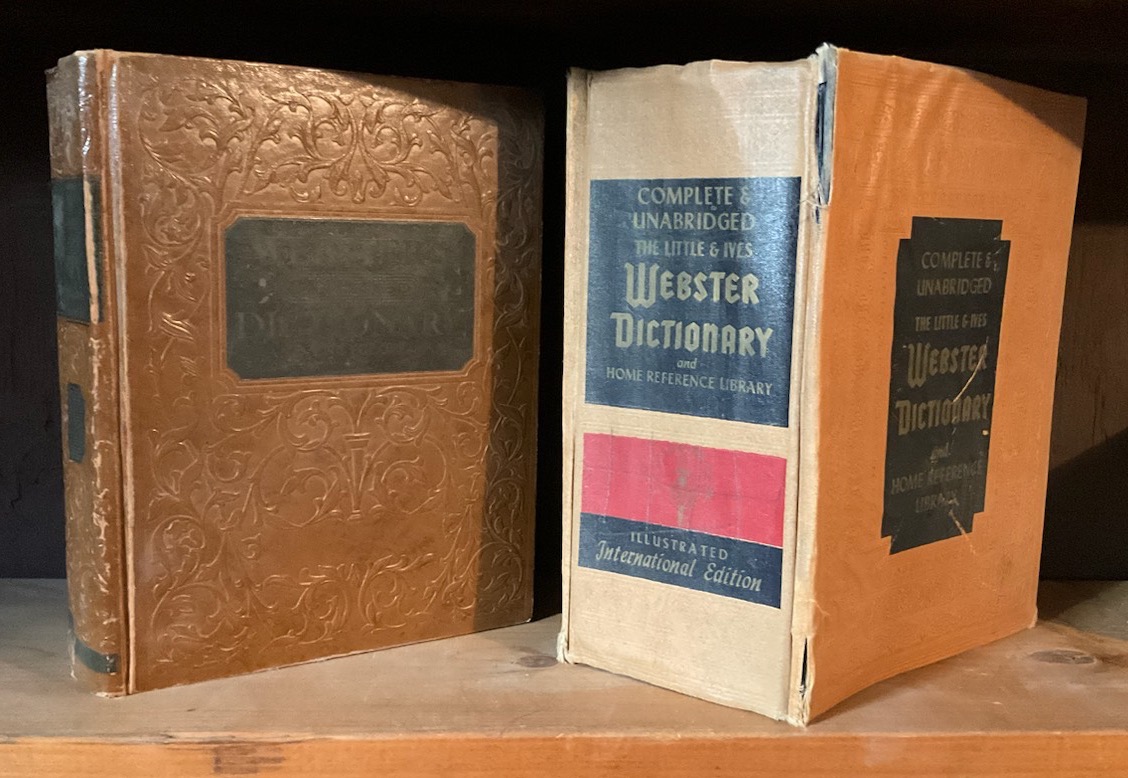 DICTIONARY
COMPLETE &
UNABRIDGED
THE LITTLE & IVES
WEBSTER
DICTIONARY
and
HOME REFERENCE LIBRARY
ILLUSTRATED
International Edition
COMPLETE &
UNABRIDGED
THE LITTLE & IVES
WEBSTER
DICTIONARY
and
HOME REFERENCE
LIBRARY